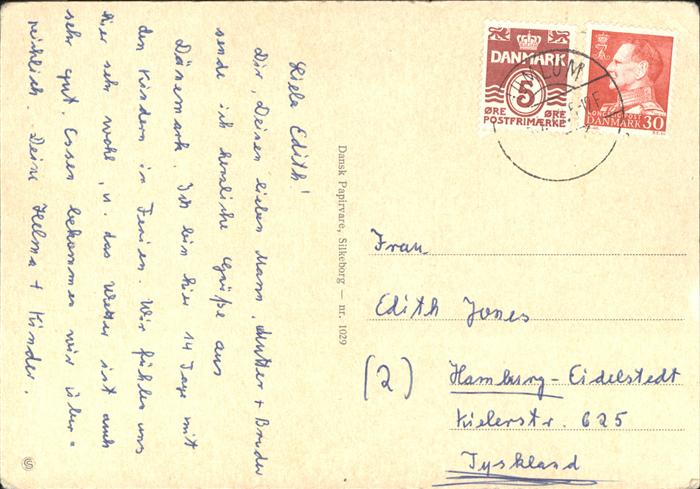 Liebe Edith!
Dir, Deinen lieben Mann, Mutter + Bruder
sende ich herzliche Grüße aus
Dänemark. Ich bin hier 14 Tage mit
den Kindern in Ferien. Wir fühlen uns
hier sehr wohl, u. das Wetter ist auch
sehr gut. Essen bekommen wir über-
reichlich. Deine Helma + Kinder.
Dansk Papirvare, Silkeborg — nr. 1029
DANMARK
5
ØRE ØRE
POSTFRIMÆRKE
DANMARK 30
Frau
Edith Jones
(2) Hamburg-Eidelstedt
Kielerstr. 625
Tyskland